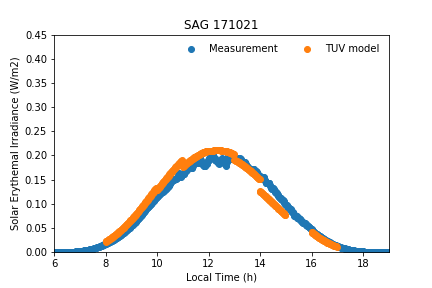 SAG 171021
Measurement
TUV model
Solar Erythemal Irradiance (W/m2)
0.45
0.40
0.35
0.30
0.25
0.20
0.15
0.10
0.05
0.00
6 8 10 12 14 16 18
Local Time (h)